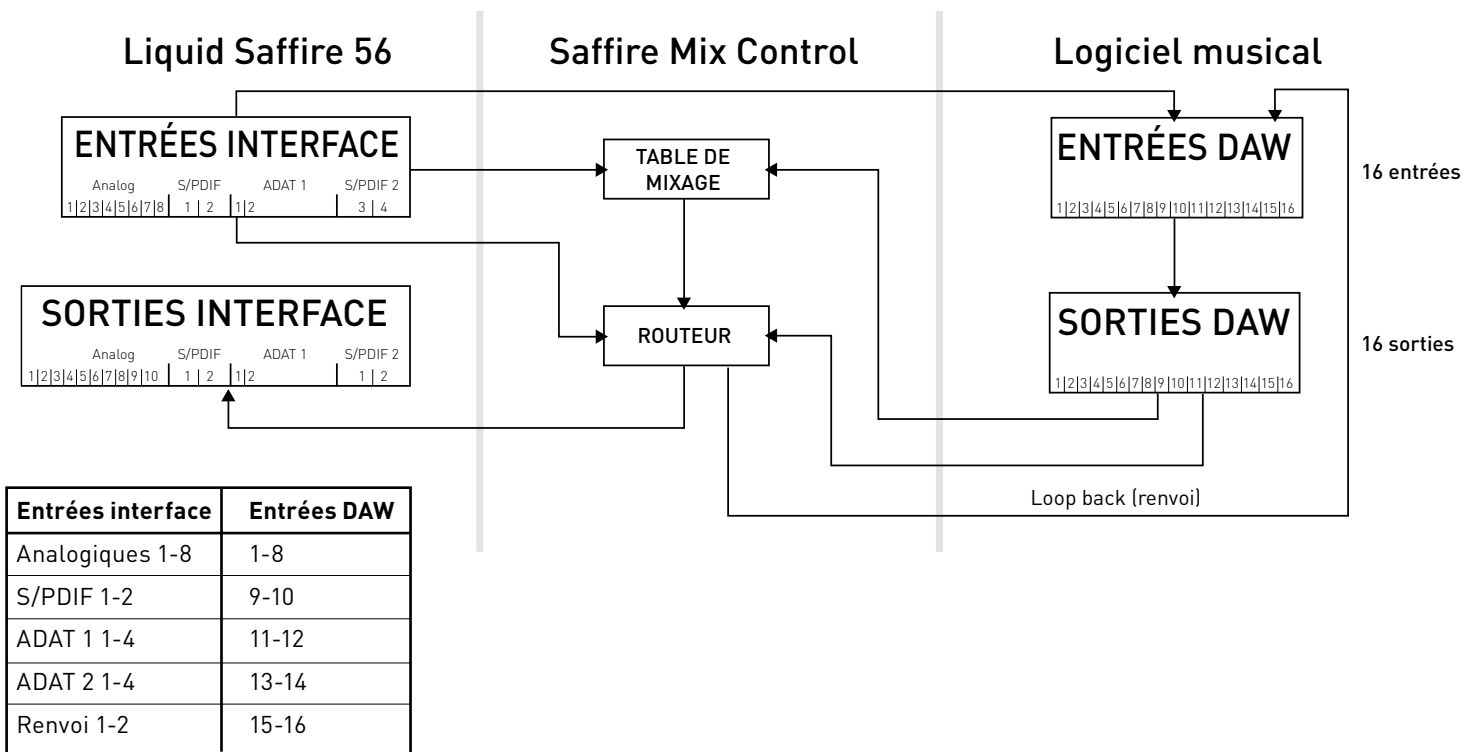 Liquid Saffire 56
Saffire Mix Control
Logiciel musical
ENTRÉES INTERFACE
Analog S/PDIF ADAT 1 S/PDIF 2
1|2|3|4|5|6|7|8 1 | 2 1|2 3 | 4
TABLE DE
MIXAGE
ENTRÉES DAW
1|2|3|4|5|6|7|8|9|10|11|12|13|14|15|16
16 entrées
SORTIES INTERFACE
Analog S/PDIF ADAT 1 S/PDIF 2
1|2|3|4|5|6|7|8|9|10 1 | 2 1|2 1 | 2
ROUTEUR
SORTIES DAW
1|2|3|4|5|6|7|8|9|10|11|12|13|14|15|16
16 sorties
Loop back (renvoi)
Entrées interface Entrées DAW
Analogiques 1-8 1-8
S/PDIF 1-2 9-10
ADAT 1 1-4 11-12
ADAT 2 1-4 13-14
Renvoi 1-2 15-16